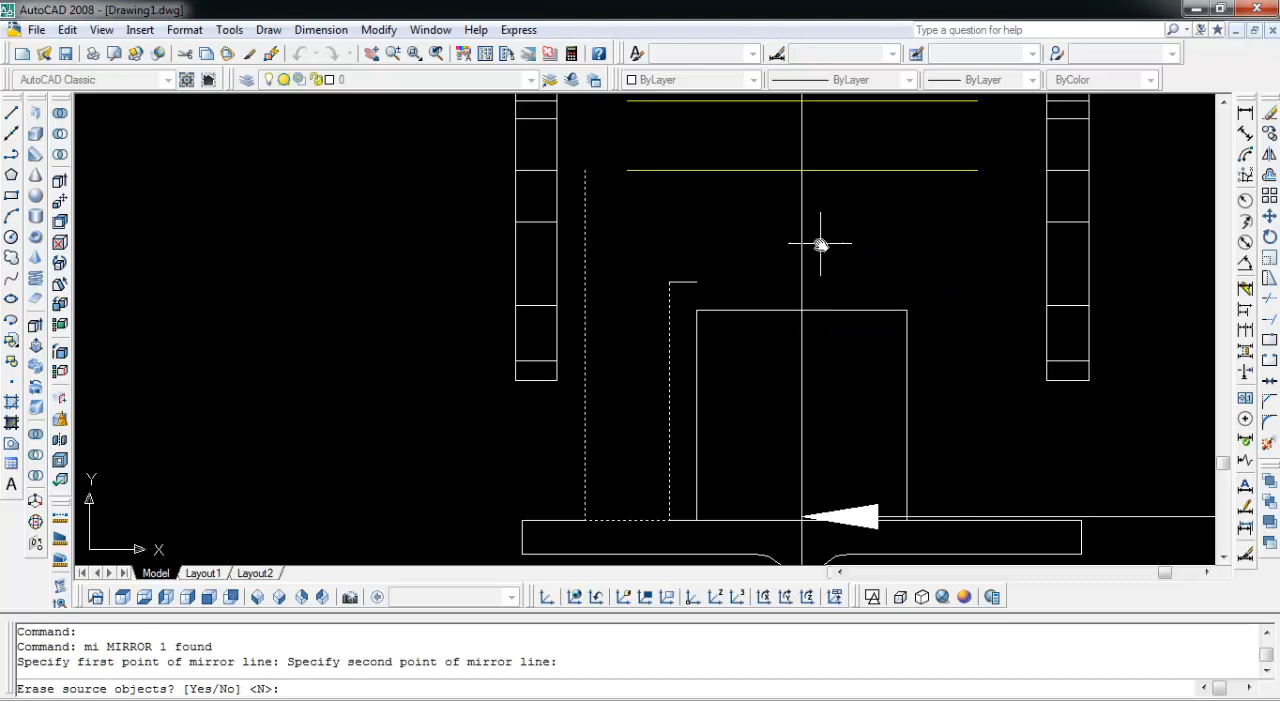 AutoCAD 2008 - [Drawing1.dwg]
File Edit View Insert Format Tools Draw Dimension Modify Window Help Express
Type a question for help
AutoCAD Classic
0
ByLayer
ByLayer
ByLayer
ByColor
A
Y
X
Model Layout1 Layout2
Command:
Command: mi MIRROR 1 found
Specify first point of mirror line: Specify second point of mirror line:
Erase source objects? [Yes/No] <N>: